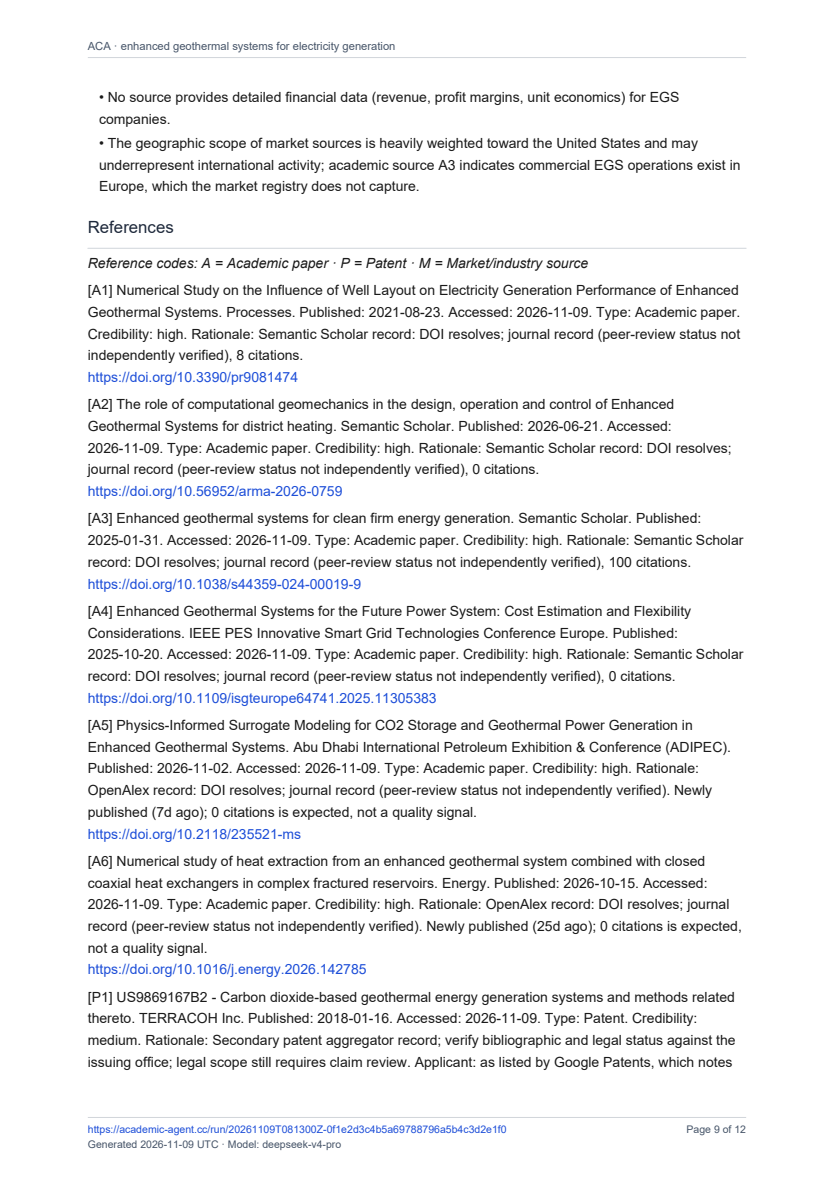 ACA · enhanced geothermal systems for electricity generation
• No source provides detailed financial data (revenue, profit margins, unit economics) for EGS
companies.
• The geographic scope of market sources is heavily weighted toward the United States and may
underrepresent international activity; academic source A3 indicates commercial EGS operations exist in
Europe, which the market registry does not capture.
References
Reference codes: A = Academic paper · P = Patent · M = Market/industry source
[A1] Numerical Study on the Influence of Well Layout on Electricity Generation Performance of Enhanced
Geothermal Systems. Processes. Published: 2021-08-23. Accessed: 2026-11-09. Type: Academic paper.
Credibility: high. Rationale: Semantic Scholar record: DOI resolves; journal record (peer-review status not
independently verified), 8 citations.
https://doi.org/10.3390/pr9081474
[A2] The role of computational geomechanics in the design, operation and control of Enhanced
Geothermal Systems for district heating. Semantic Scholar. Published: 2026-06-21. Accessed:
2026-11-09. Type: Academic paper. Credibility: high. Rationale: Semantic Scholar record: DOI resolves;
journal record (peer-review status not independently verified), 0 citations.
https://doi.org/10.56952/arma-2026-0759
[A3] Enhanced geothermal systems for clean firm energy generation. Semantic Scholar. Published:
2025-01-31. Accessed: 2026-11-09. Type: Academic paper. Credibility: high. Rationale: Semantic Scholar
record: DOI resolves; journal record (peer-review status not independently verified), 100 citations.
https://doi.org/10.1038/s44359-024-00019-9
[A4] Enhanced Geothermal Systems for the Future Power System: Cost Estimation and Flexibility
Considerations. IEEE PES Innovative Smart Grid Technologies Conference Europe. Published:
2025-10-20. Accessed: 2026-11-09. Type: Academic paper. Credibility: high. Rationale: Semantic Scholar
record: DOI resolves; journal record (peer-review status not independently verified), 0 citations.
https://doi.org/10.1109/isgteurope64741.2025.11305383
[A5] Physics-Informed Surrogate Modeling for CO2 Storage and Geothermal Power Generation in
Enhanced Geothermal Systems. Abu Dhabi International Petroleum Exhibition & Conference (ADIPEC).
Published: 2026-11-02. Accessed: 2026-11-09. Type: Academic paper. Credibility: high. Rationale:
OpenAlex record: DOI resolves; journal record (peer-review status not independently verified). Newly
published (7d ago); 0 citations is expected, not a quality signal.
https://doi.org/10.2118/235521-ms
[A6] Numerical study of heat extraction from an enhanced geothermal system combined with closed
coaxial heat exchangers in complex fractured reservoirs. Energy. Published: 2026-10-15. Accessed:
2026-11-09. Type: Academic paper. Credibility: high. Rationale: OpenAlex record: DOI resolves; journal
record (peer-review status not independently verified). Newly published (25d ago); 0 citations is expected,
not a quality signal.
https://doi.org/10.1016/j.energy.2026.142785
[P1] US9869167B2 - Carbon dioxide-based geothermal energy generation systems and methods related
thereto. TERRACOH Inc. Published: 2018-01-16. Accessed: 2026-11-09. Type: Patent. Credibility:
medium. Rationale: Secondary patent aggregator record; verify bibliographic and legal status against the
issuing office; legal scope still requires claim review. Applicant: as listed by Google Patents, which notes
https://academic-agent.cc/run/20261109T081300Z-0f1e2d3c4b5a69788796a5b4c3d2e1f0
Page 9 of 12
Generated 2026-11-09 UTC · Model: deepseek-v4-pro